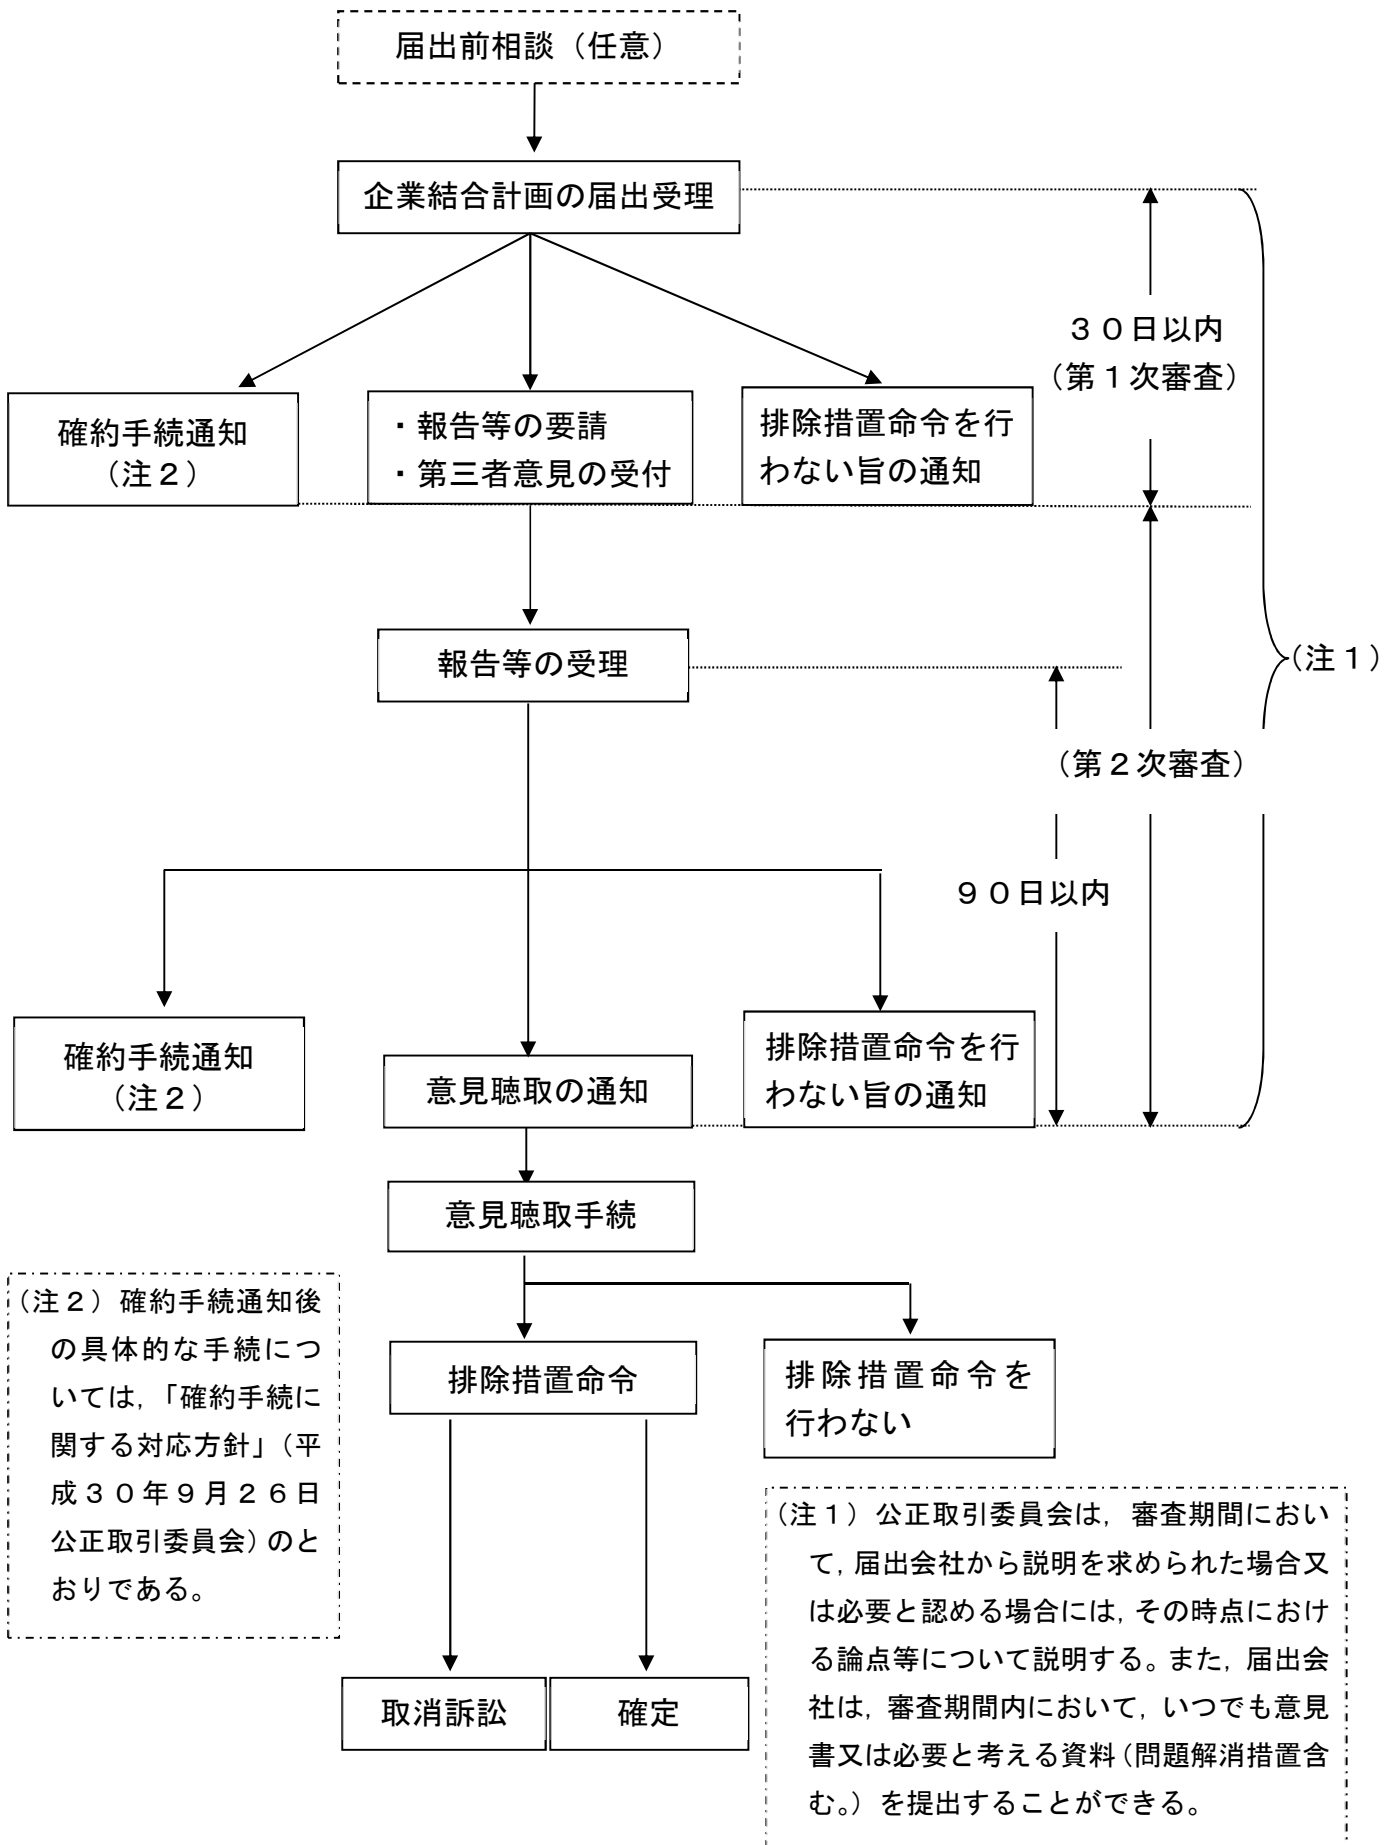 届出前相談（任意）
企業結合計画の届出受理
３０日以内
（第１次審査）
確約手続通知
（注２）
・報告等の要請
・第三者意見の受付
排除措置命令を行
わない旨の通知
報告等の受理
（注１）
（第２次審査）
９０日以内
確約手続通知
（注２）
意見聴取の通知
排除措置命令を行
わない旨の通知
意見聴取手続
（注２）確約手続通知後
の具体的な手続につ
いては，「確約手続に
関する対応方針」（平
成３０年９月２６日
公正取引委員会）のと
おりである。
排除措置命令
排除措置命令を
行わない
取消訴訟
確定
（注１）公正取引委員会は，審査期間におい
て，届出会社から説明を求められた場合又
は必要と認める場合には，その時点におけ
る論点等について説明する。また，届出会
社は，審査期間内において，いつでも意見
書又は必要と考える資料（問題解消措置含
む。）を提出することができる。